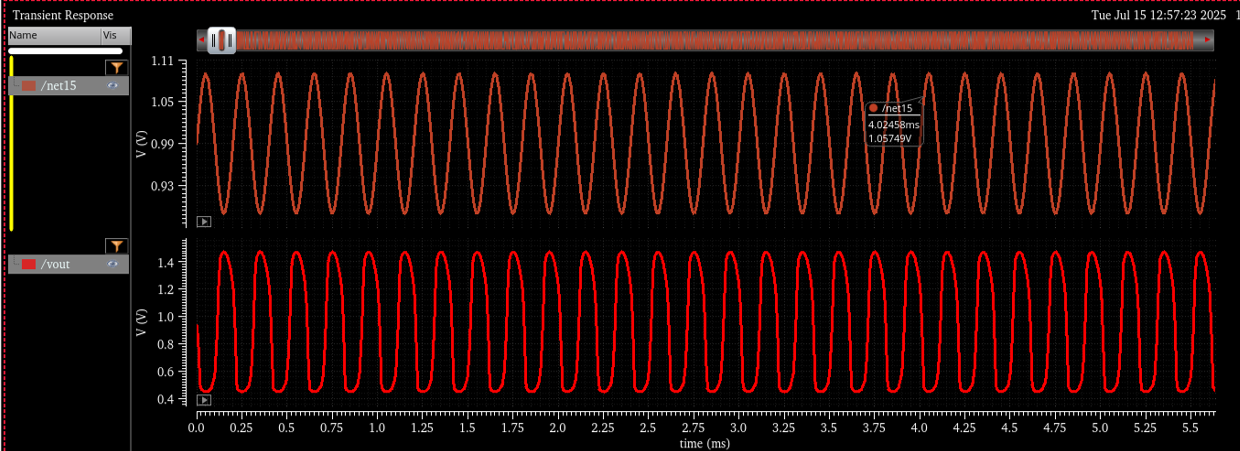 Transient Response
Tue Jul 15 12:57:23 2025
Name Vis
/net15
1.11
1.05
0.99
0.93
V (V)
/net15
4.02458ms
1.05749V
/vout
1.4
1.2
1.0
0.8
0.6
0.4
V (V)
0.0 0.25 0.5 0.75 1.0 1.25 1.5 1.75 2.0 2.25 2.5 2.75 3.0 3.25 3.5 3.75 4.0 4.25 4.5 4.75 5.0 5.25 5.5
time (ms)